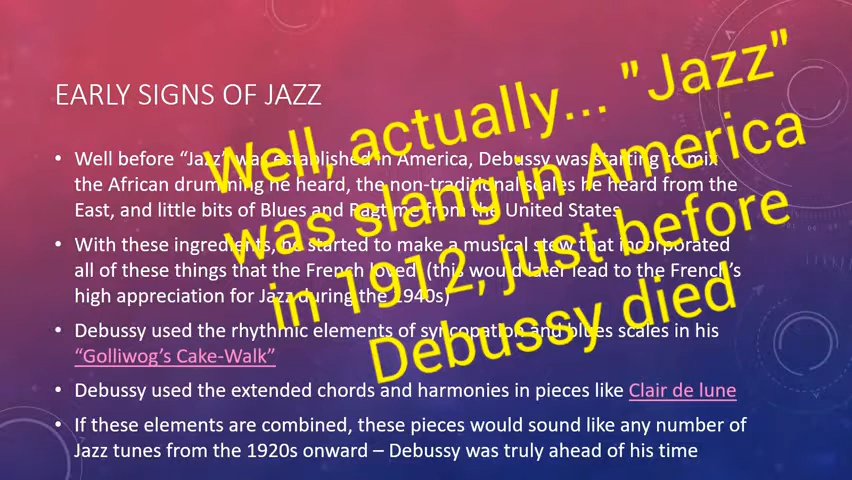 EARLY SIGNS OF JAZZ
• Well before “Jazz” was established in America, Debussy was starting to mix
the African drumming he heard, the non-traditional scales he heard from the
East, and little bits of Blues and Ragtime from the United States
• With these ingredients, he started to make a musical stew that incorporated
all of these things that the French loved (this would later lead to the French’s
high appreciation for Jazz during the 1940s)
• Debussy used the rhythmic elements of syncopation and blues scales in his
“Golliwog’s Cake-Walk”
• Debussy used the extended chords and harmonies in pieces like Clair de lune
• If these elements are combined, these pieces would sound like any number of
Jazz tunes from the 1920s onward – Debussy was truly ahead of his time
Well, actually... "Jazz"
was slang in America
in 1912, just before
Debussy died